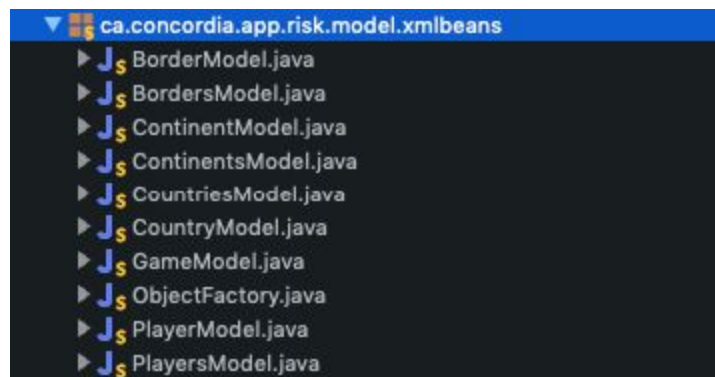 ca.concordia.app.risk.model.xmlbeans
BorderModel.java
BordersModel.java
ContinentModel.java
ContinentsModel.java
CountriesModel.java
CountryModel.java
GameModel.java
ObjectFactory.java
PlayerModel.java
PlayersModel.java